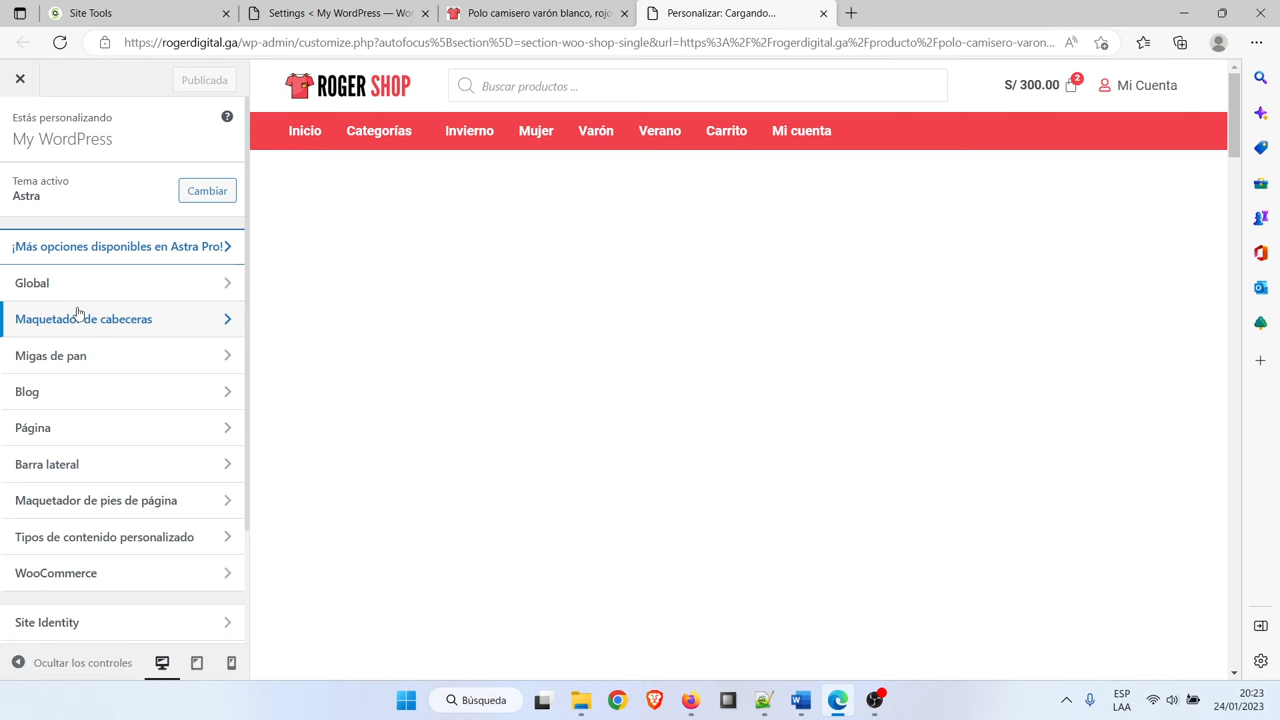 Site Tools
Settings < My WordPress — Wo
Polo camisero varón blanco, rojo
Personalizar: Cargando...
https://rogerdigital.ga/wp-admin/customize.php?autofocus%5Bsection%5D=section-woo-shop-single&url=https%3A%2F%2Frogerdigital.ga%2Fproducto%2Fpolo-camisero-varon...
Publicada
Estás personalizando
My WordPress
Tema activo
Astra
Cambiar
¡Más opciones disponibles en Astra Pro!
Global
Maquetador de cabeceras
Migas de pan
Blog
Página
Barra lateral
Maquetador de pies de página
Tipos de contenido personalizado
WooCommerce
Site Identity
Ocultar los controles
ROGER SHOP
Buscar productos ...
S/ 300.00
2
Mi Cuenta
Inicio
Categorías
Invierno
Mujer
Varón
Verano
Carrito
Mi cuenta
Búsqueda
ESP
LAA
20:23
24/01/2023